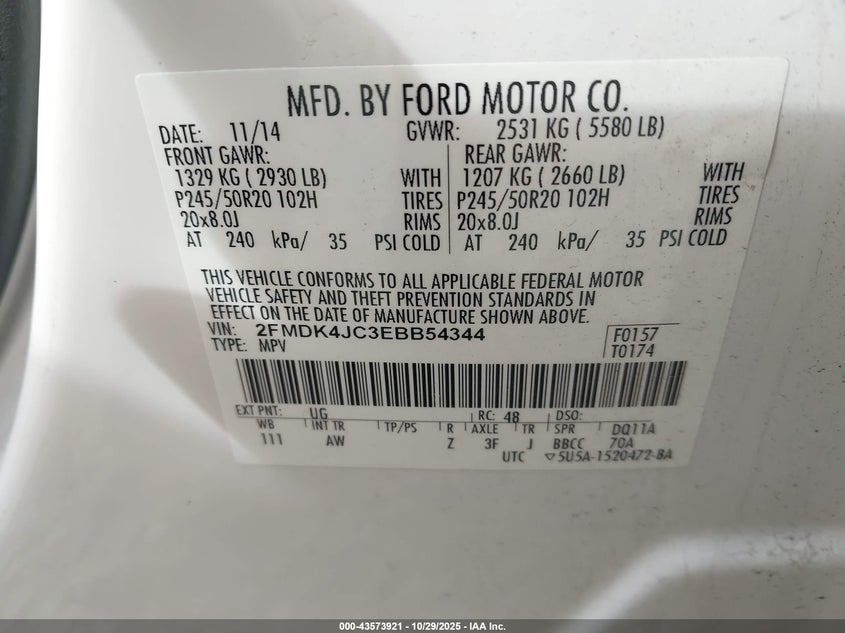 MFD. BY FORD MOTOR CO.
DATE: 11/14 GVWR: 2531 KG ( 5580 LB)
FRONT GAWR: REAR GAWR:
1329 KG ( 2930 LB) WITH 1207 KG ( 2660 LB) WITH
P245/50R20 102H TIRES P245/50R20 102H TIRES
20x8.0J RIMS 20x8.0J RIMS
AT 240 kPa/ 35 PSI COLD AT 240 kPa/ 35 PSI COLD
THIS VEHICLE CONFORMS TO ALL APPLICABLE FEDERAL MOTOR
VEHICLE SAFETY AND THEFT PREVENTION STANDARDS IN
EFFECT ON THE DATE OF MANUFACTURE SHOWN ABOVE.
VIN: 2FMDK4JC3EBB54344 F0157
TYPE: MPV T0174
EXT PNT: UG RC: 48 DSO:
WB INT TR TP/PS R AXLE TR SPR DQ11A
111 AW Z 3F J BBCC 70A
UTC ▽5U5A-1520472-BA
000-43573921 | 10/29/2025 - IAA Inc.